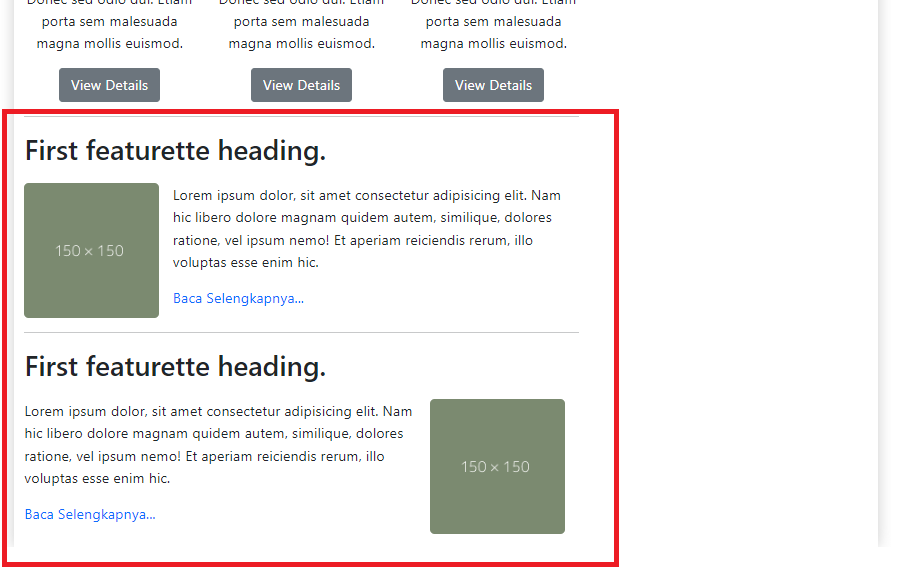 Donec sed odio dui. Etiam
porta sem malesuada
magna mollis euismod.
View Details
Donec sed odio dui. Etiam
porta sem malesuada
magna mollis euismod.
View Details
Donec sed odio dui. Etiam
porta sem malesuada
magna mollis euismod.
View Details
First featurette heading.
150 × 150
Lorem ipsum dolor, sit amet consectetur adipisicing elit. Nam
hic libero dolore magnam quidem autem, similique, dolores
ratione, vel ipsum nemo! Et aperiam reiciendis rerum, illo
voluptas esse enim hic.
Baca Selengkapnya...
First featurette heading.
Lorem ipsum dolor, sit amet consectetur adipisicing elit. Nam
hic libero dolore magnam quidem autem, similique, dolores
ratione, vel ipsum nemo! Et aperiam reiciendis rerum, illo
voluptas esse enim hic.
Baca Selengkapnya...
150 × 150